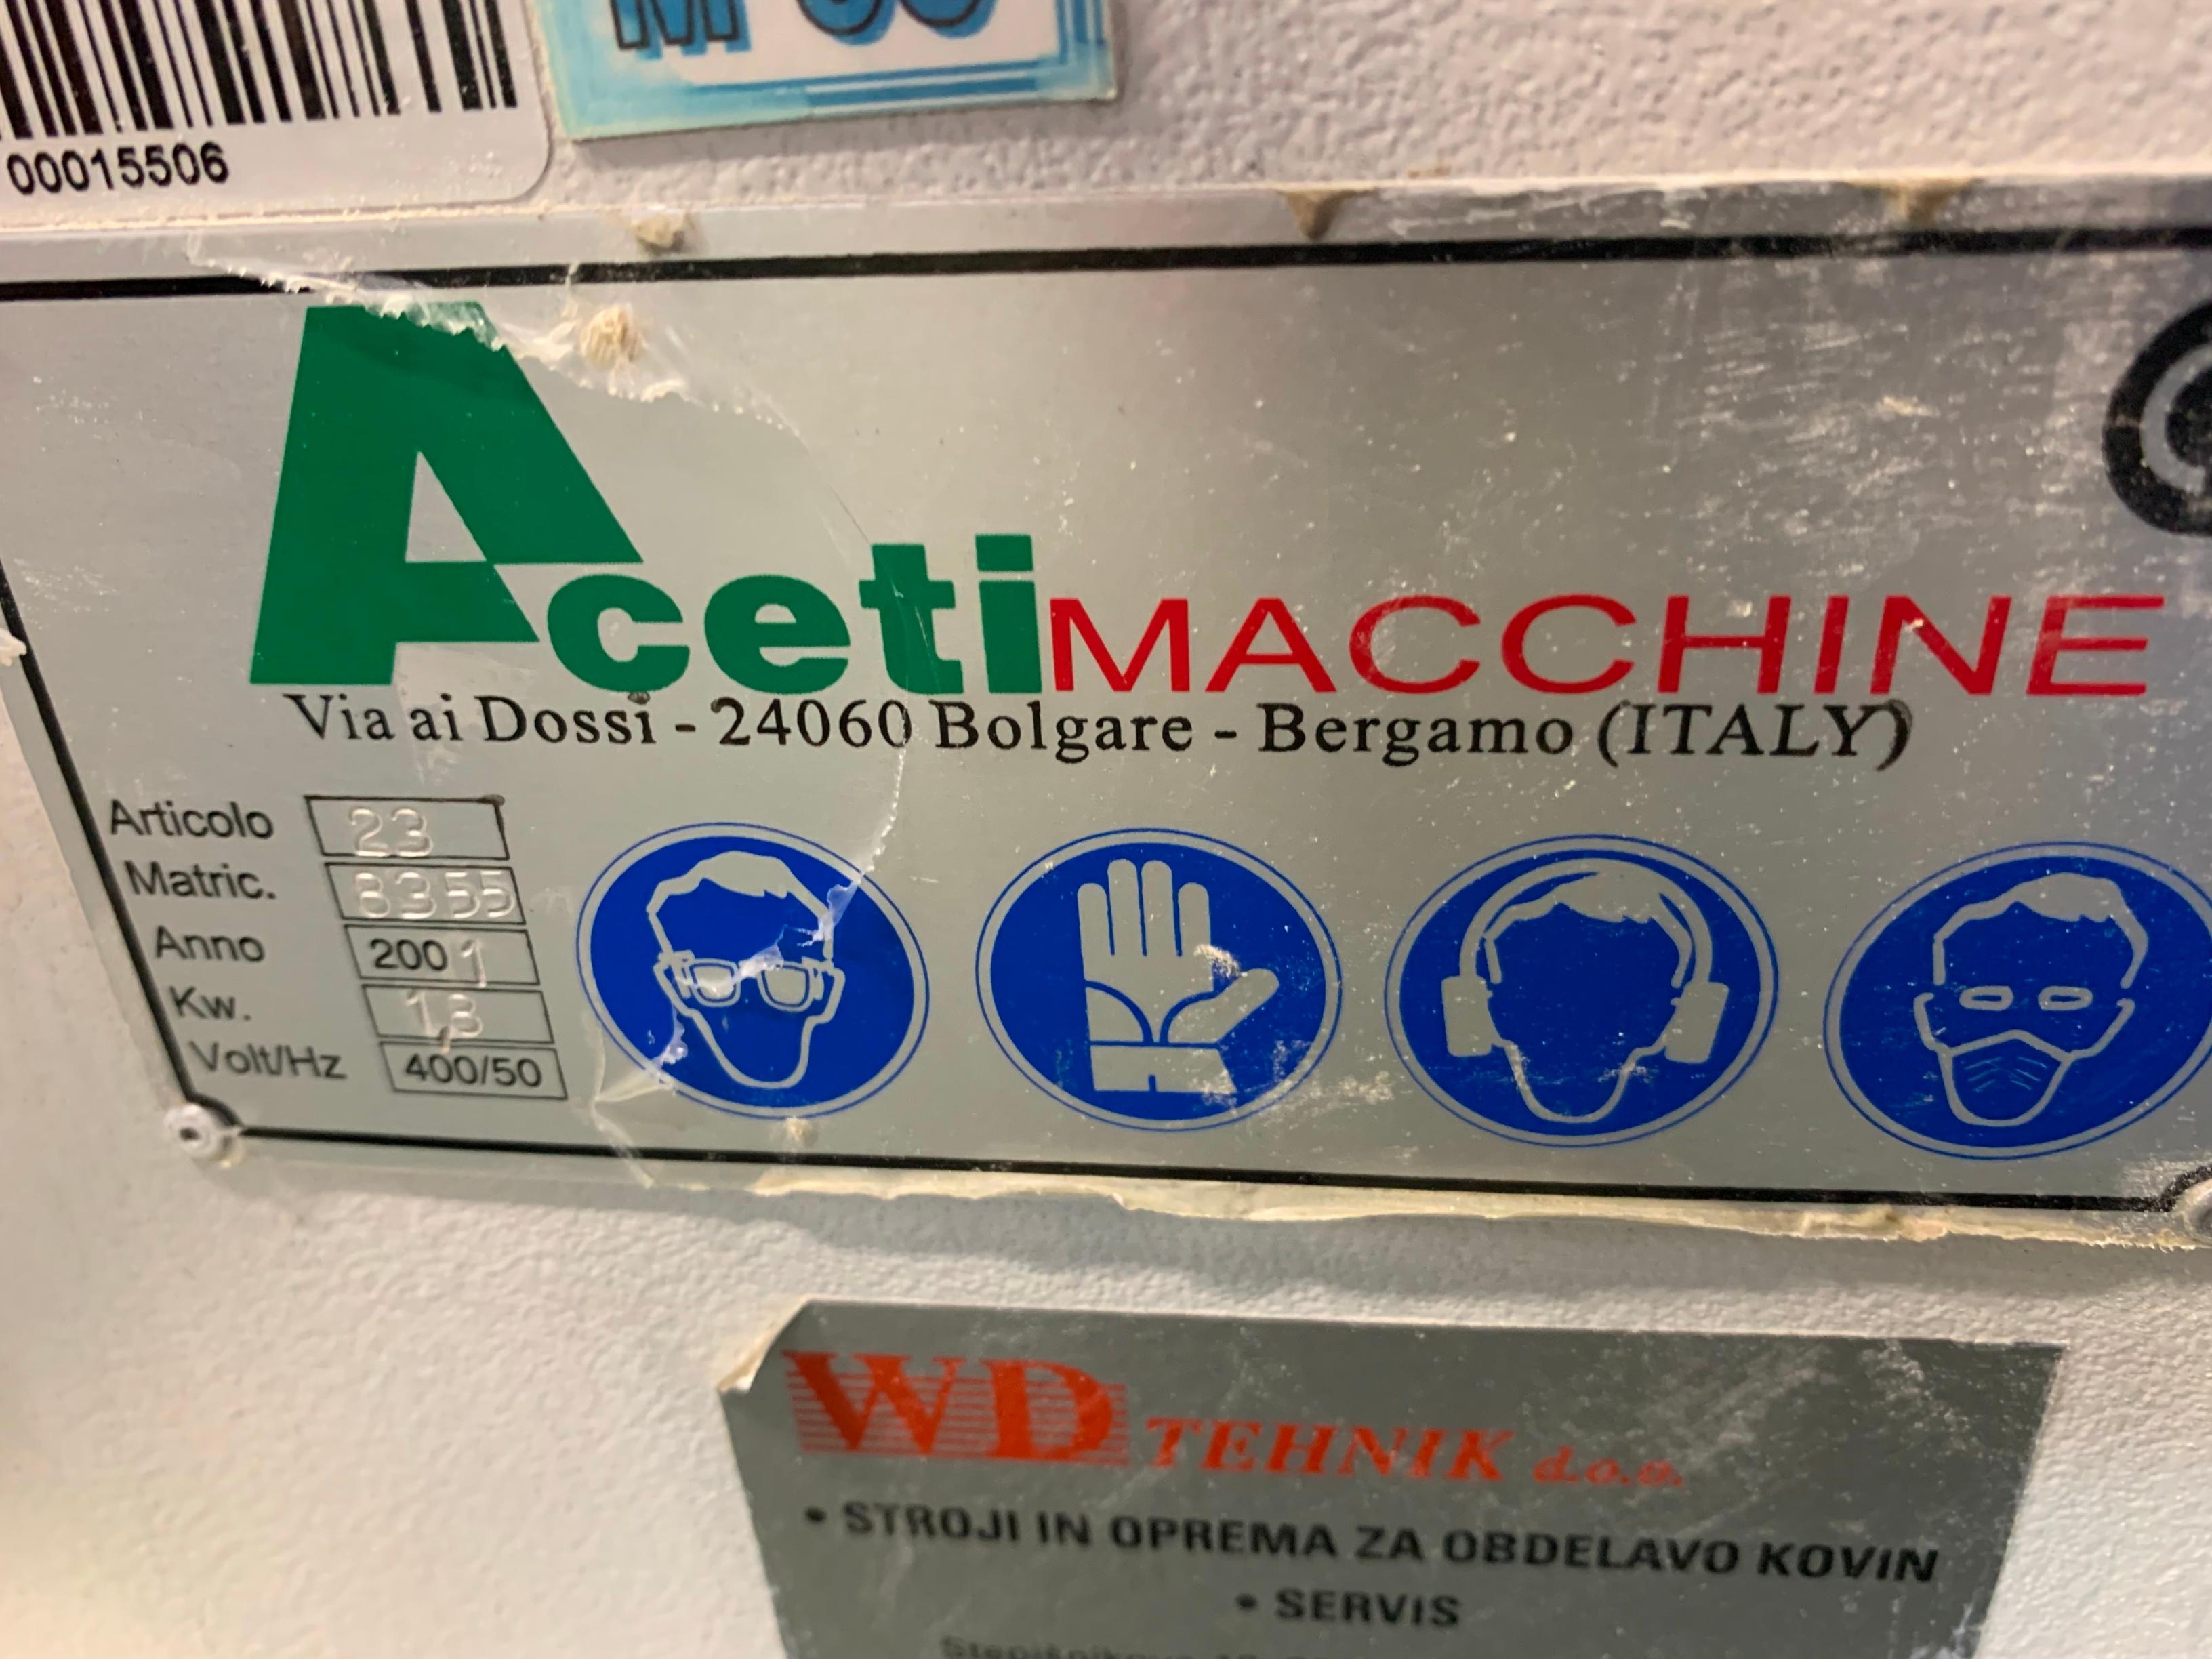 00015506
Aceti MACCHINE
Via ai Dossi - 24060 Bolgare - Bergamo (ITALY)
Articolo 23
Matric. 8355
Anno 2001
Kw. 1,3
Volt/Hz 400/50
WD TEHNIK d.o.o.
• STROJI IN OPREMA ZA OBDELAVO KOVIN
• SERVIS